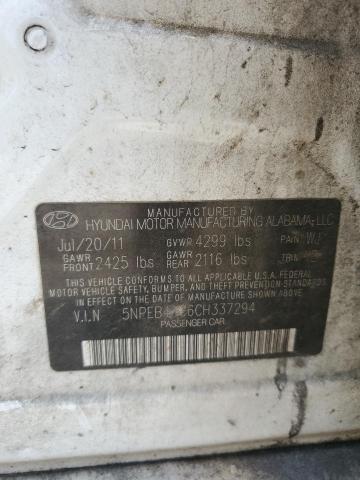 HYUNDAI MOTOR MANUFACTURING ALABAMA, LLC
Jul/20/11 GVWR 4299 lbs PAINT
GAWR FRONT 2425 lbs GAWR REAR 2116 lbs TRIM
THIS VEHICLE CONFORMS TO ALL APPLICABLE U.S.A. FEDERAL
MOTOR VEHICLE SAFETY, BUMPER, AND THEFT PREVENTION
STANDARDS IN EFFECT ON THE DATE OF MANUFACTURE SHOWN ABOVE.
V.I.N
PASSENGER CAR